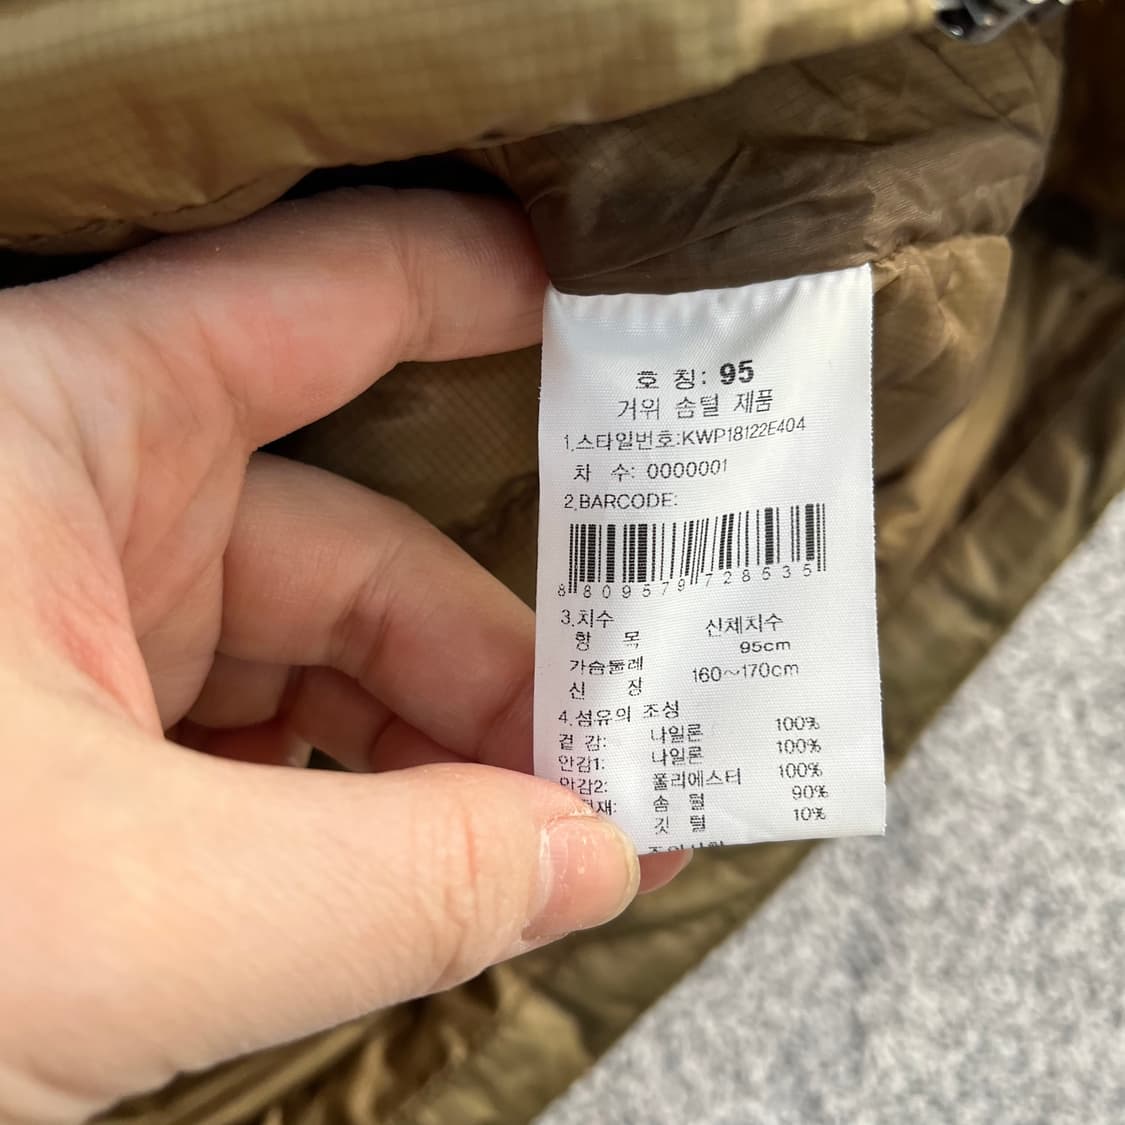 호 칭: 95
거위 솜털 제품
1.스타일번호:KWP18122E404
차 수: 0000001
2.BARCODE:
8809579728535
3.치수
항 목 신체치수
가슴둘레 95cm
신 장 160~170cm
4.섬유의 조성
겉 감: 나일론 100%
안감1: 나일론 100%
안감2: 폴리에스터 100%
재: 솜 털 90%
깃 털 10%